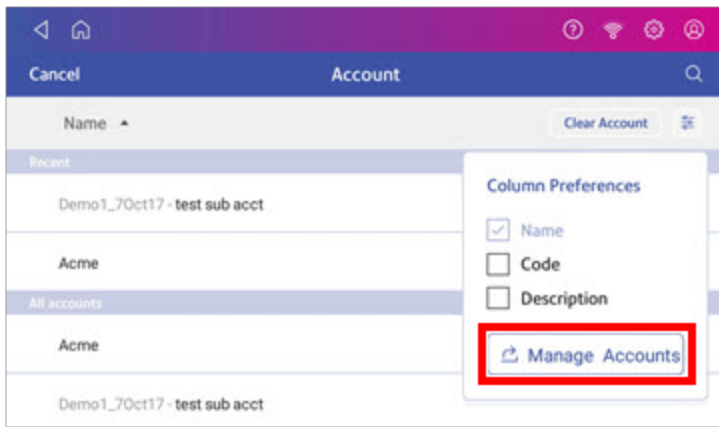 Cancel Account
Name Clear Account
Recent
Column Preferences
Demo1_7Oct17 - test sub acct
Name
Acme
Code
All accounts
Description
Acme
Manage Accounts
Demo1_7Oct17 - test sub acct